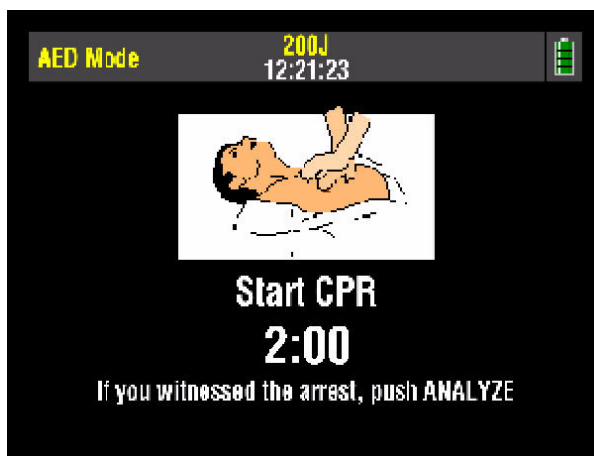 AED Mode 200J
12:21:23
Start CPR
2:00
If you witnessed the arrest, push ANALYZE